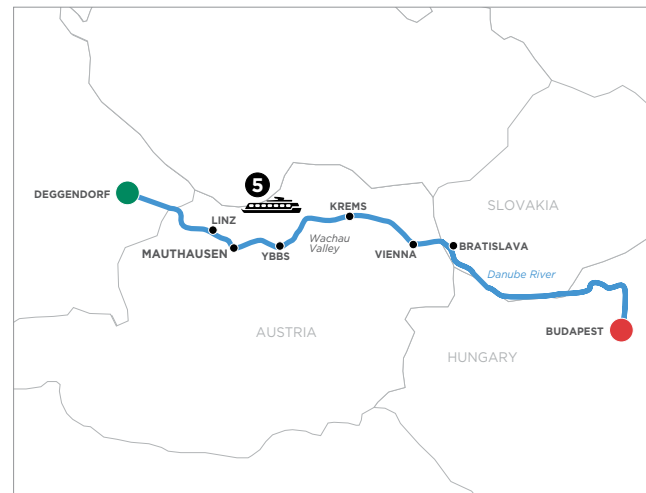 5
DEGGENDORF
LINZ
MAUTHAUSEN
YBBS
Wachau
Valley
KREMS
VIENNA
BRATISLAVA
SLOVAKIA
Danube River
BUDAPEST
AUSTRIA
HUNGARY